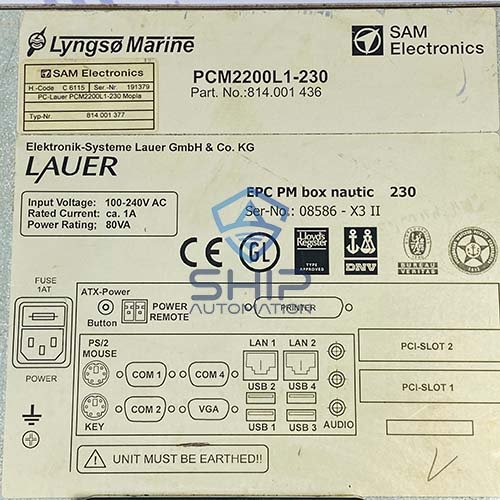 Lyngsø Marine
SAM
Electronics
SAM Electronics
H.-Code C 6115 Ser.-Nr 191379
PC-Lauer PCM2200L1-230 Mopla
Typ-Nr. 814 001 377
PCM2200L1-230
Part. No.:814.001 436
Elektronik-Systeme Lauer GmbH & Co. KG
LAUER
Input Voltage: 100-240V AC
Rated Current: ca. 1A
Power Rating; 80VA
EPC PM box nautic 230
Ser-No: 08586 - X3 II
CE
GL
Lloyd's
Register
TYPE
APPROVED
DNV
BUREAU
VERITAS
SHIP
AUTOMATION
FUSE
1AT
POWER
ATX-Power
Button
POWER
REMOTE
PRINTER
PS/2
MOUSE
KEY
COM 1
COM 4
COM 2
VGA
LAN 1
LAN 2
USB 2
USB 4
USB 1
USB 3
AUDIO
PCI-SLOT 2
PCI-SLOT 1
UNIT MUST BE EARTHED!!